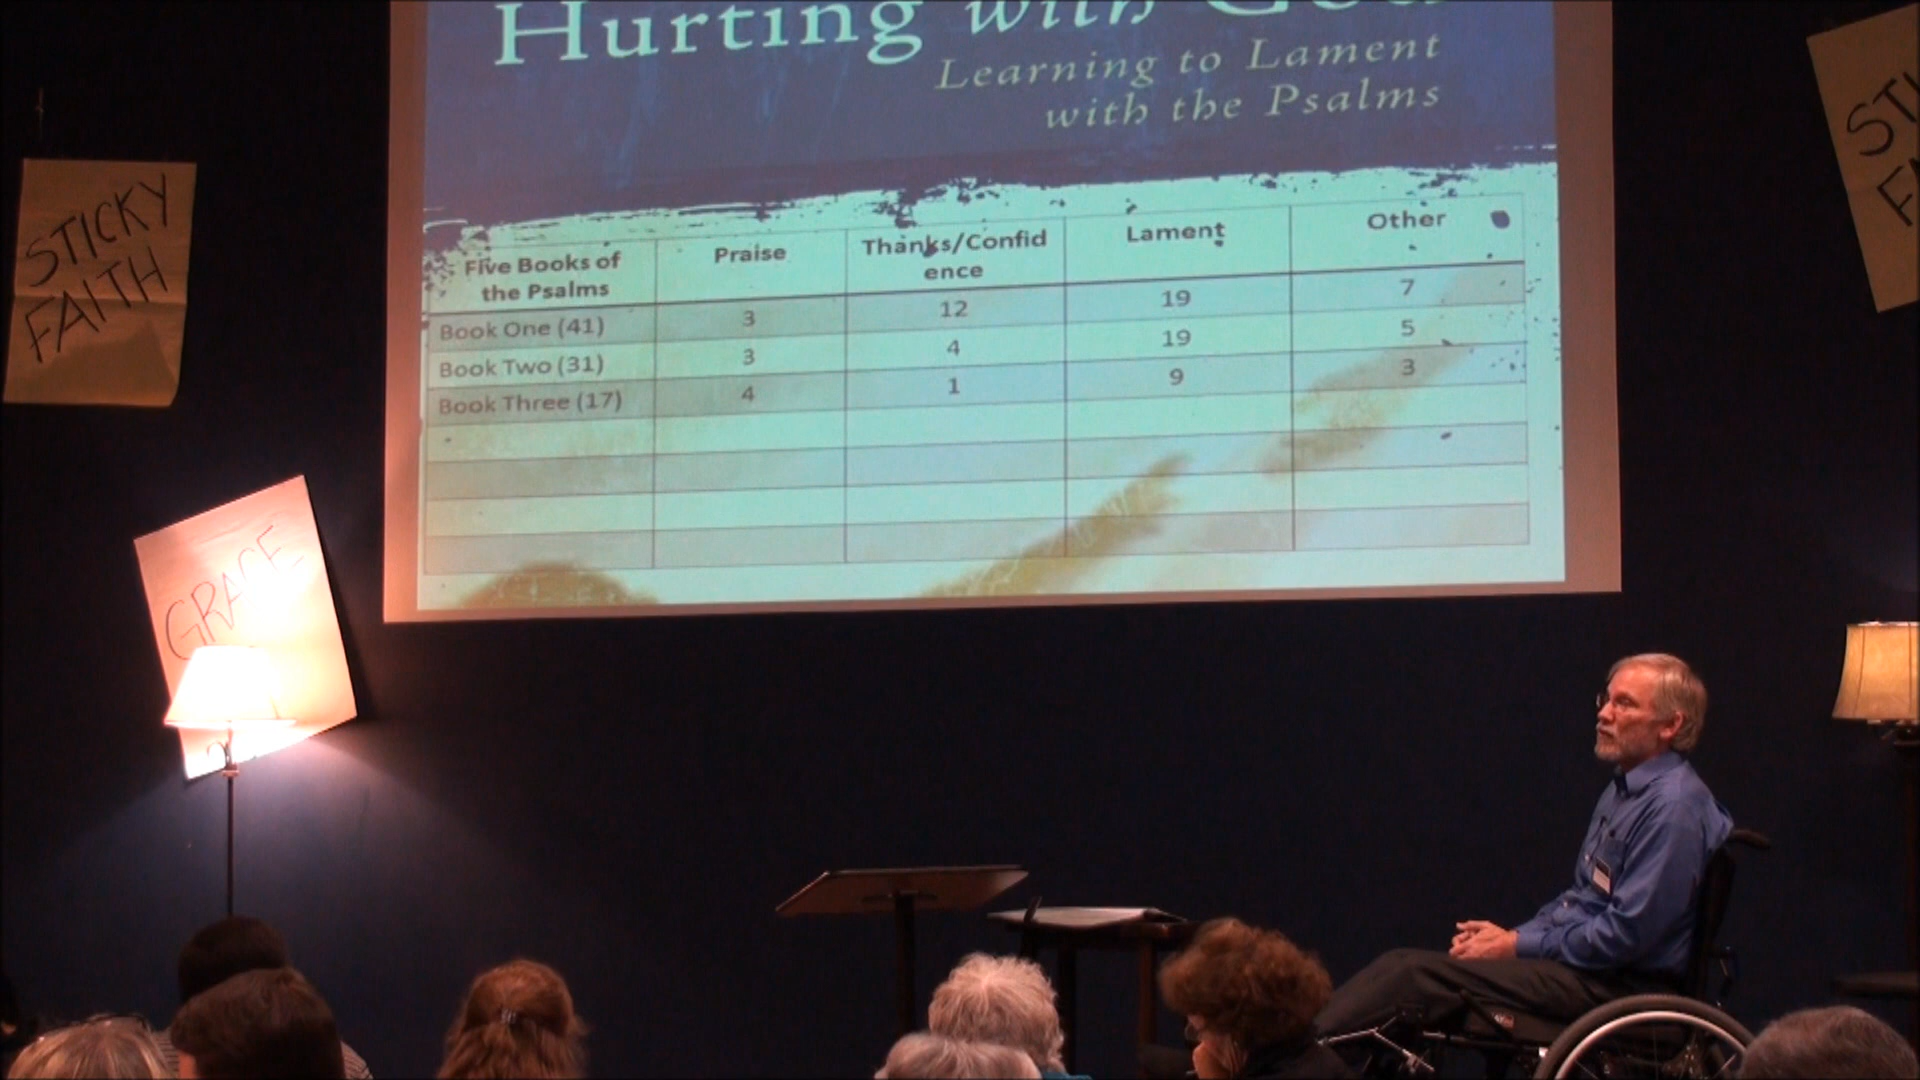 Hurting with God
Learning to Lament
with the Psalms
STICKY
FAITH
Five Books of
the Psalms
Praise
Thanks/Confid
ence
Lament
Other
Book One (41) 3 12 19 7
Book Two (31) 3 4 19 5
Book Three (17) 4 1 9 3
GRACE